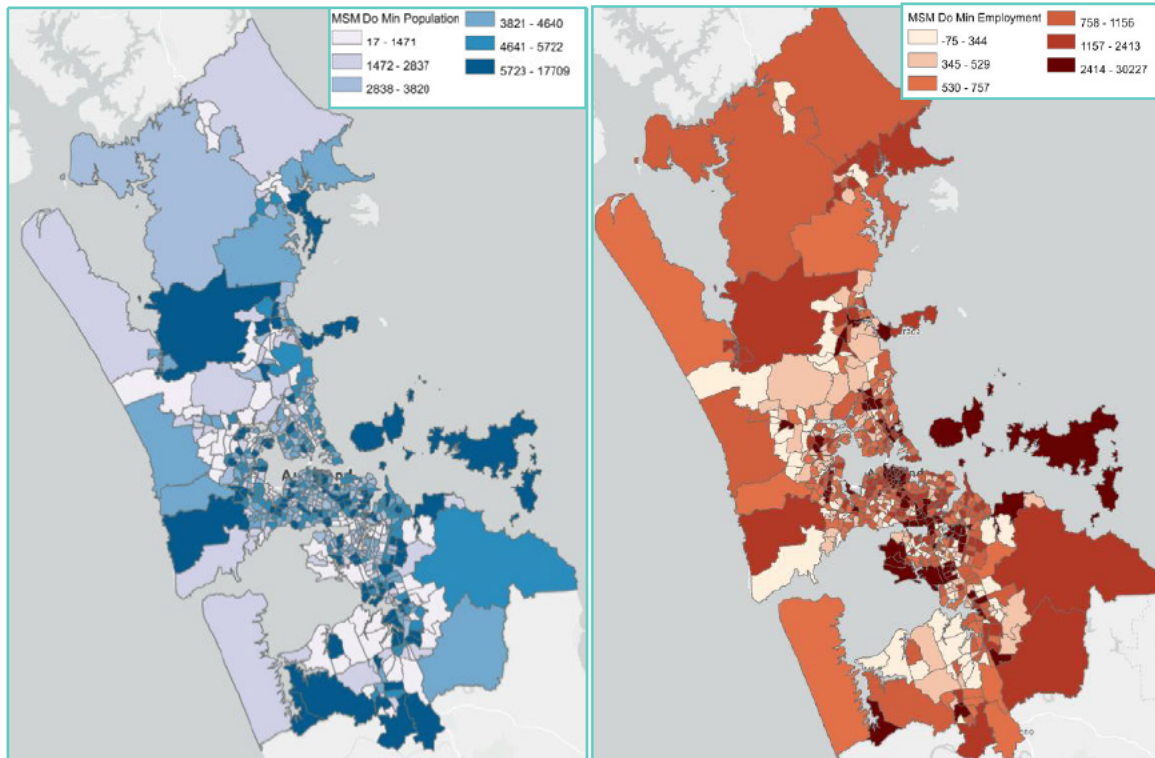 MSM Do Min Population
17 - 1471
1472 - 2837
2838 - 3820
3821 - 4640
4641 - 5722
5723 - 17709
MSM Do Min Employment
-75 - 344
345 - 529
530 - 757
758 - 1156
1157 - 2413
2414 - 30227